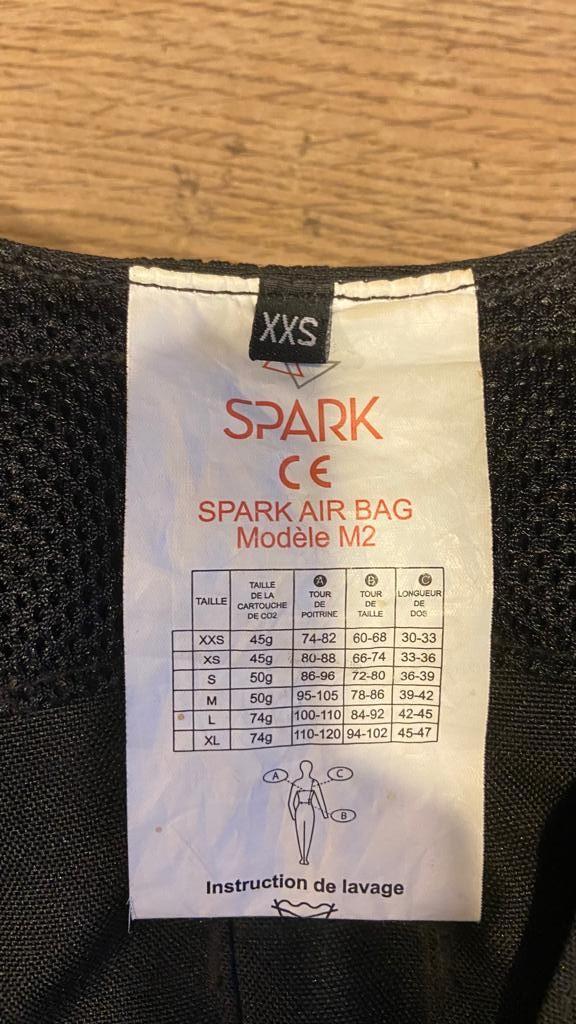 XXS
SPARK
CE
SPARK AIR BAG
Modèle M2
TAILLE TAILLE DE LA CARTOUCHE DE CO2 A TOUR DE POITRINE B TOUR DE TAILLE C LONGUEUR DE DOS
XXS 45g 74-82 60-68 30-33
XS 45g 80-88 66-74 33-36
S 50g 86-96 72-80 36-39
M 50g 95-105 78-86 39-42
L 74g 100-110 84-92 42-45
XL 74g 110-120 94-102 45-47
A C
B
Instruction de lavage